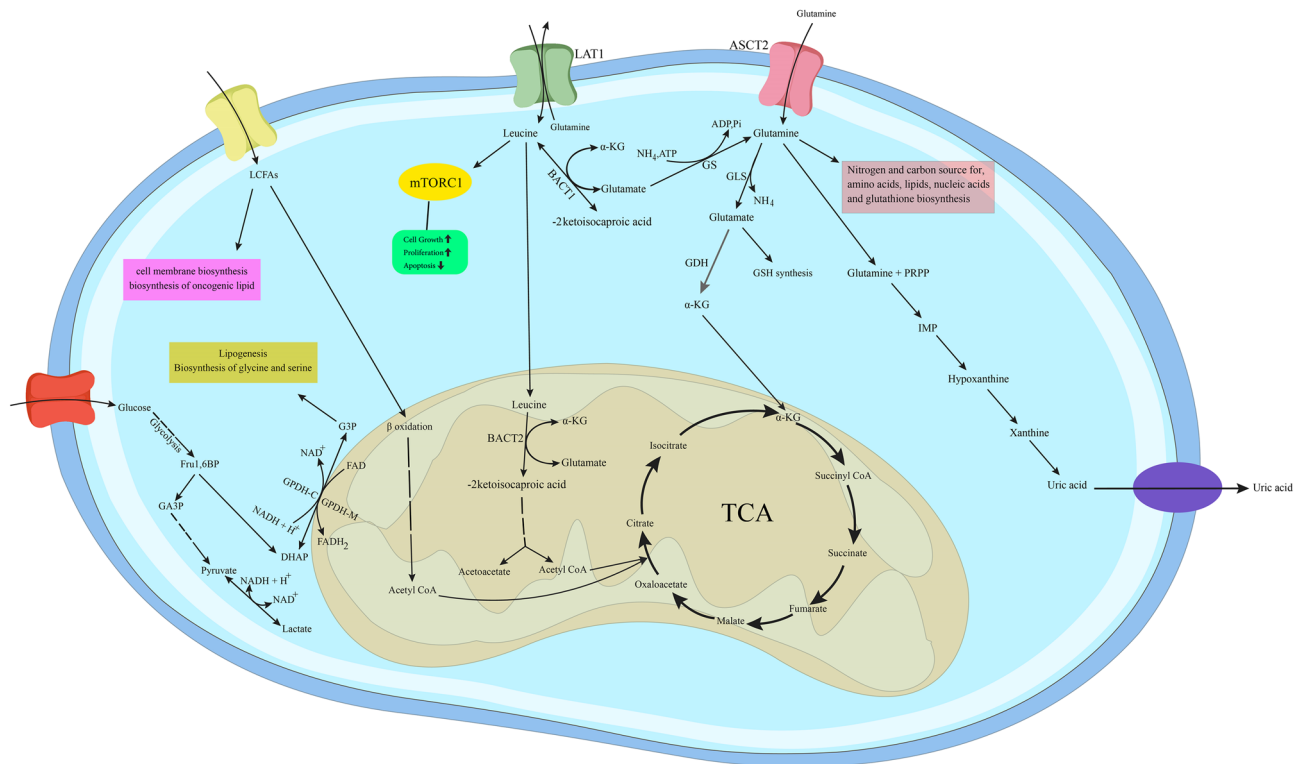 Glutamine
ASCT2
LAT1
Leucine
Glutamine
LCFAs
α-KG
NH₄,ATP
ADP,Pi
GS
Glutamine
BACT1
Glutamate
-2ketoisocaproic acid
GLS
NH₄
Glutamate
Nitrogen and carbon source for,
amino acids, lipids, nucleic acids
and glutathione biosynthesis
mTORC1
Cell Growth ⬆
Proliferation ⬆
Apoptosis ⬇
cell membrane biosynthesis
biosynthesis of oncogenic lipid
GDH
GSH synthesis
α-KG
Glutamine + PRPP
IMP
Hypoxanthine
Xanthine
Uric acid
Uric acid
Lipogenesis
Biosynthesis of glycine and serine
Glucose
Glycolysis
Fru1,6BP
GA3P
Pyruvate
NADH + H⁺
NAD⁺
Lactate
G3P
NAD⁺
FAD
GPDH-C
GPDH-M
NADH + H⁺
FADH₂
DHAP
β oxidation
Acetyl CoA
Leucine
α-KG
BACT2
Glutamate
-2ketoisocaproic acid
Acetoacetate
Acetyl CoA
TCA
α-KG
Succinyl CoA
Succinate
Fumarate
Malate
Oxaloacetate
Citrate
Isocitrate